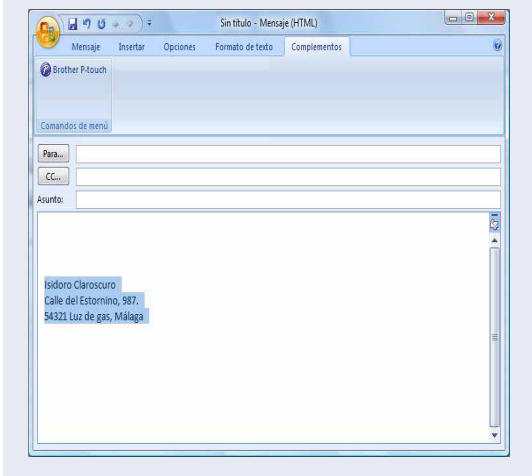 Sin título - Mensaje (HTML)
Mensaje Insertar Opciones Formato de texto Complementos
Brother P-touch
Comandos de menú
Para...
CC...
Asunto:
Isidoro Claroscuro
Calle del Estornino, 987.
54321 Luz de gas, Málaga